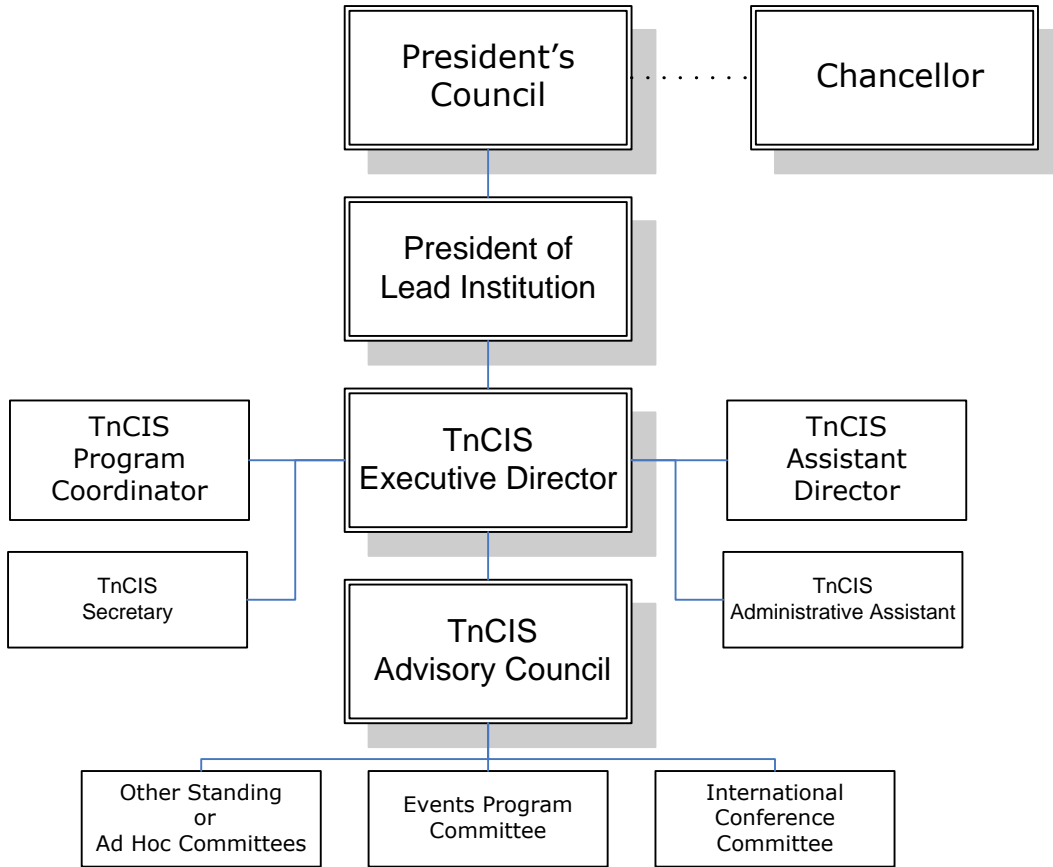 President's
Council
Chancellor
President of
Lead Institution
TnCIS
Program
Coordinator
TnCIS
Executive Director
TnCIS
Assistant
Director
TnCIS
Secretary
TnCIS
Administrative Assistant
TnCIS
Advisory Council
Other Standing
or
Ad Hoc Committees
Events Program
Committee
International
Conference
Committee